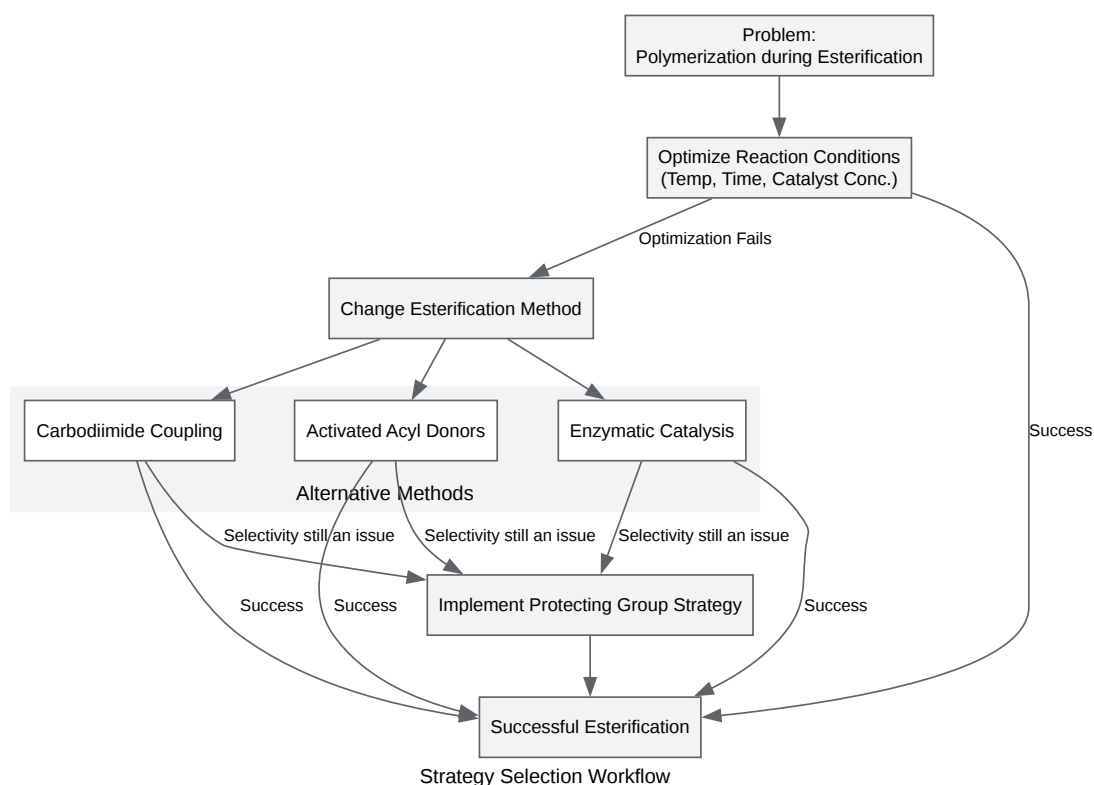 Problem:
Polymerization during Esterification
Optimize Reaction Conditions
(Temp, Time, Catalyst Conc.)
Optimization Fails
Change Esterification Method
Carbodiimide Coupling
Activated Acyl Donors
Enzymatic Catalysis
Success
Alternative Methods
Selectivity still an issue
Selectivity still an issue
Selectivity still an issue
Success
Success
Implement Protecting Group Strategy
Success
Successful Esterification
Strategy Selection Workflow